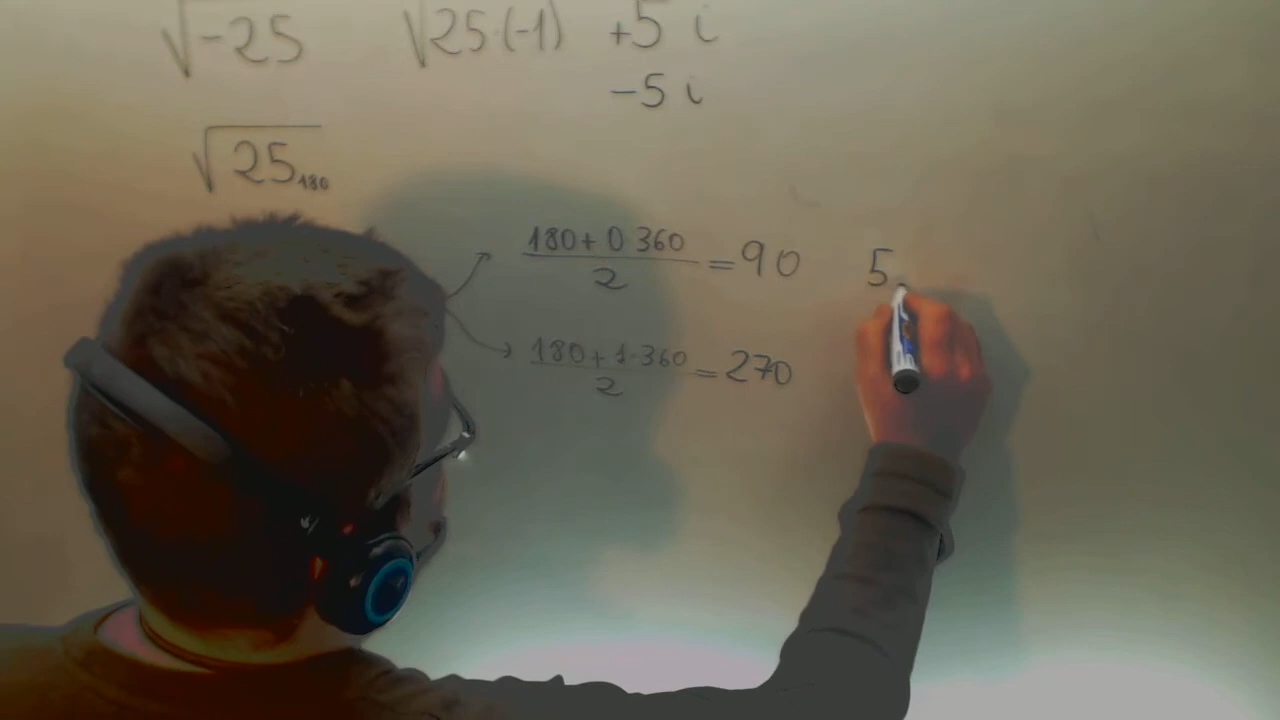 √-25 √25·(-1) +5 i
-5 i
√25₁₈₀
180+0·360/2 =90 5
180+1·360/2 =270